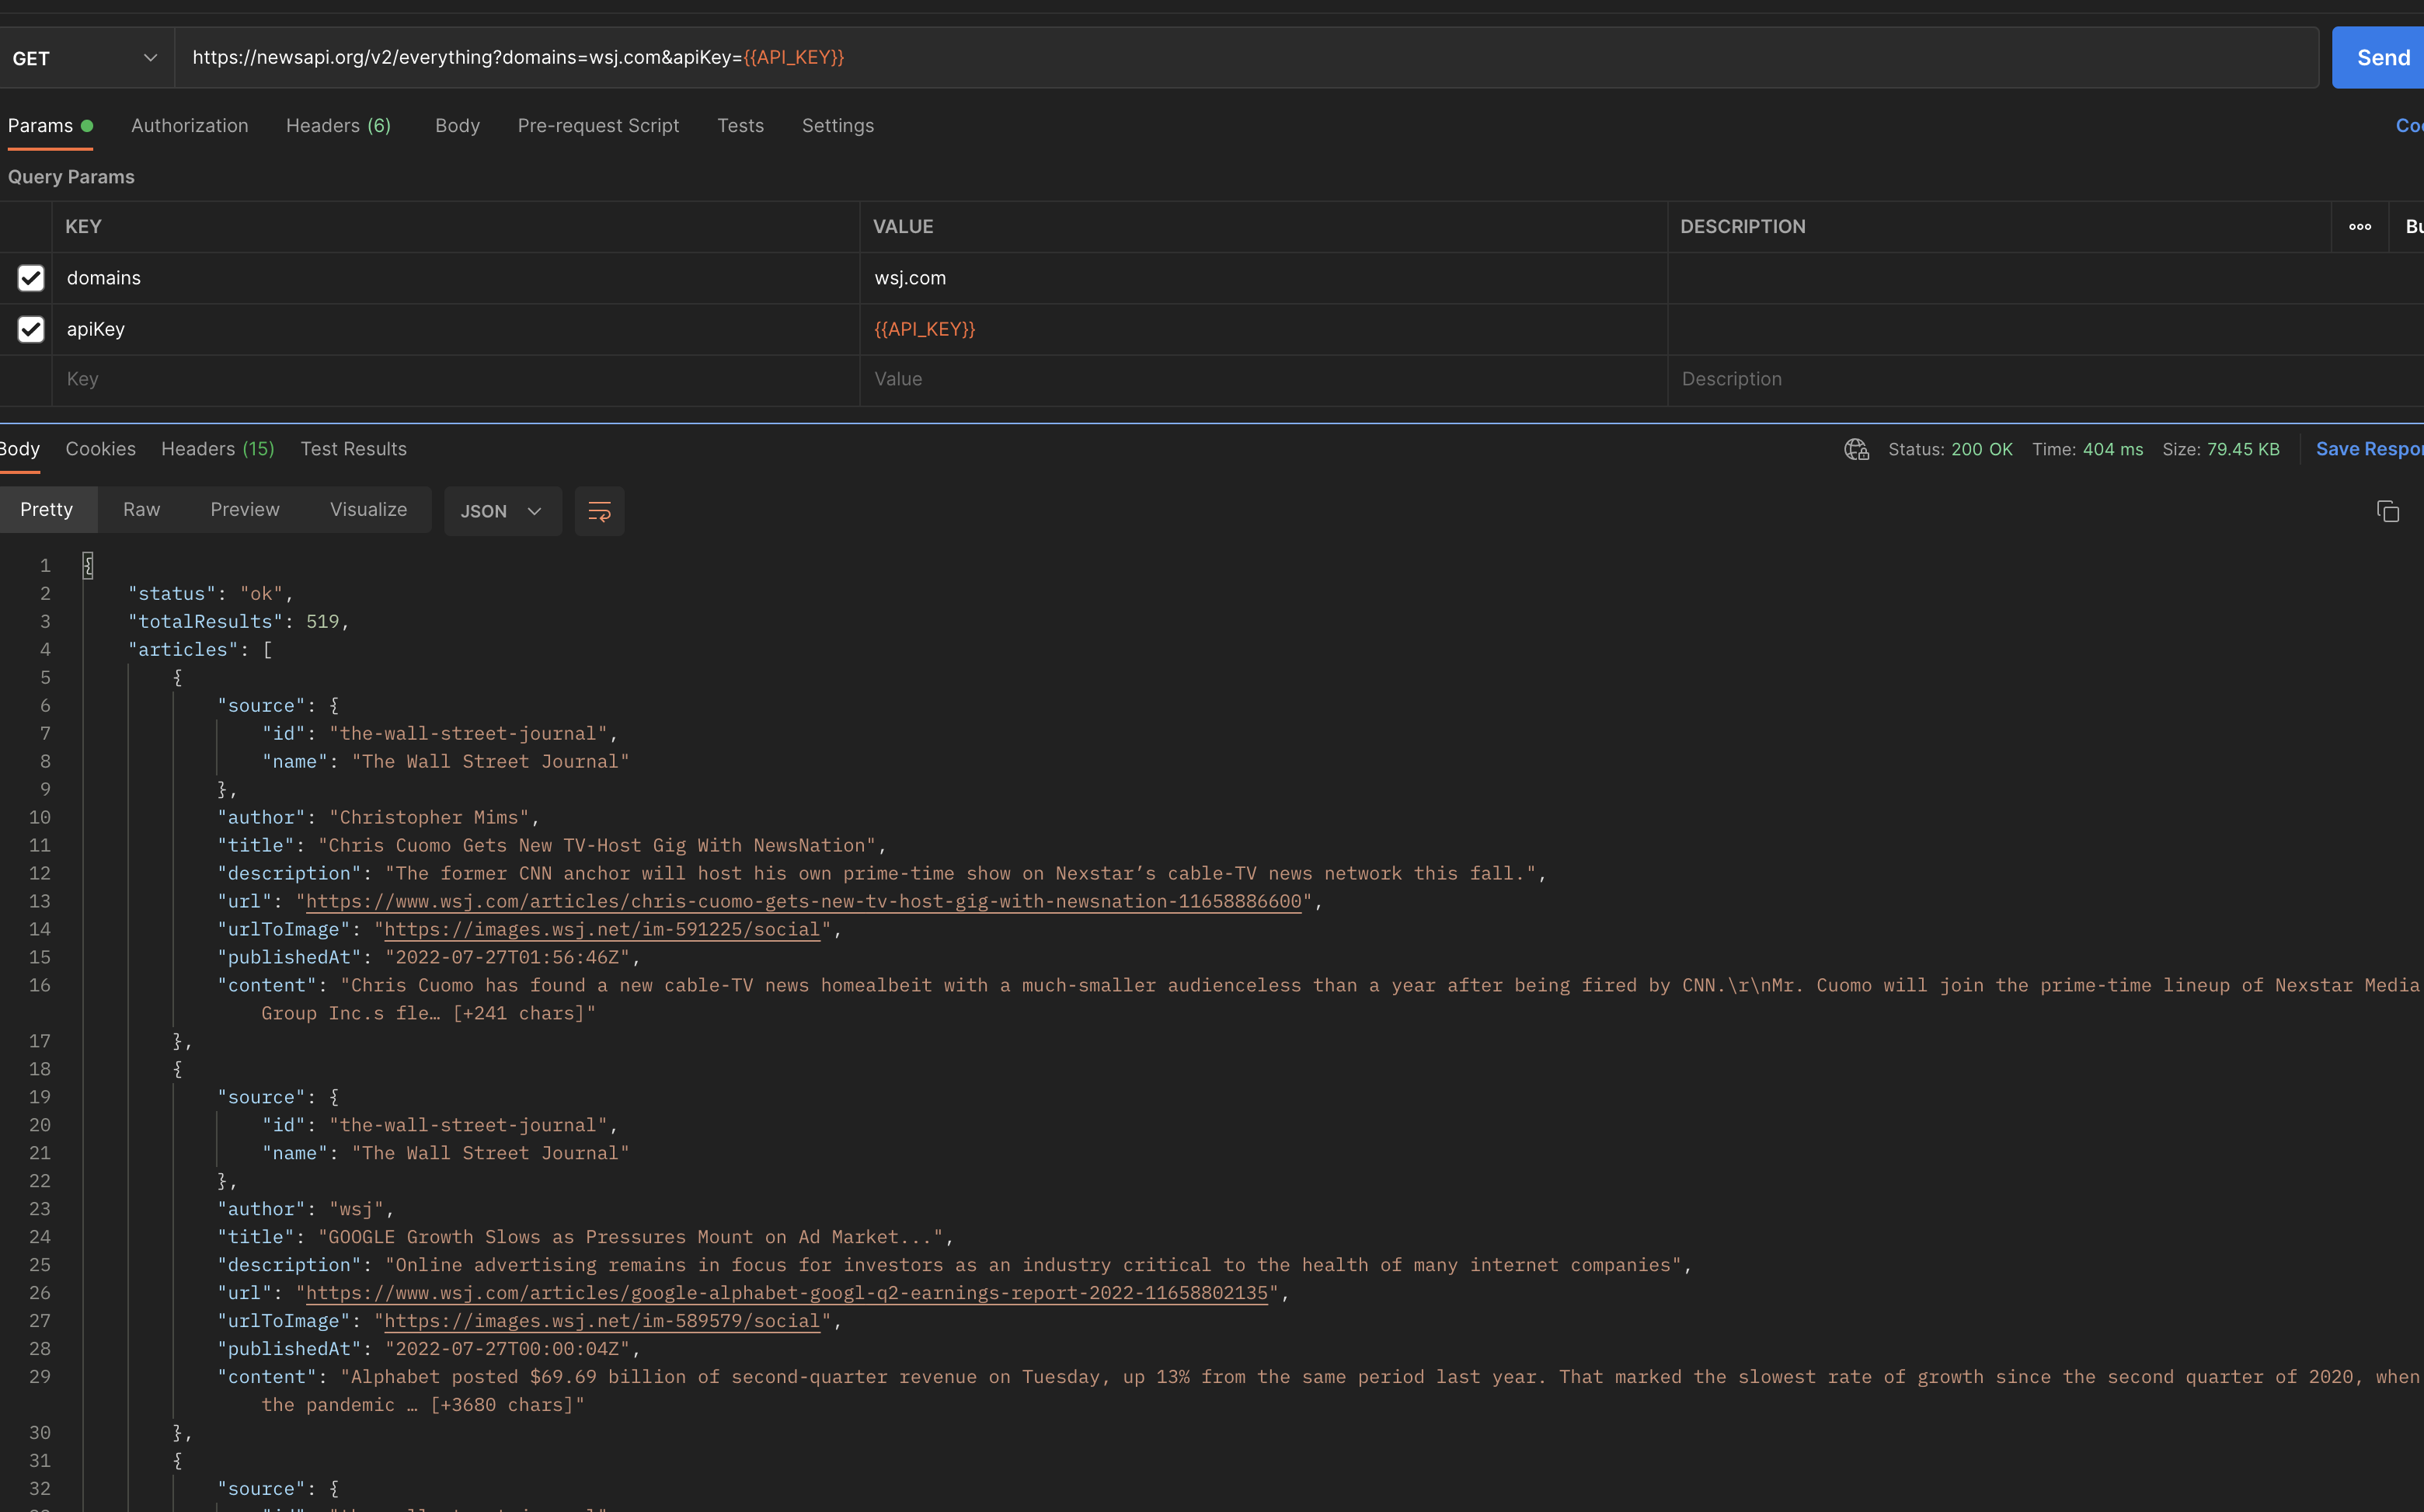 GET https://newsapi.org/v2/everything?domains=wsj.com&apiKey={{API_KEY}} Send
Params Authorization Headers (6) Body Pre-request Script Tests Settings Coo
Query Params
KEY VALUE DESCRIPTION ooo Bu
domains wsj.com
apiKey {{API_KEY}}
Key Value Description
Body Cookies Headers (15) Test Results Status: 200 OK Time: 404 ms Size: 79.45 KB Save Respon
Pretty Raw Preview Visualize JSON
1 {
2 "status": "ok",
3 "totalResults": 519,
4 "articles": [
5 {
6 "source": {
7 "id": "the-wall-street-journal",
8 "name": "The Wall Street Journal"
9 },
10 "author": "Christopher Mims",
11 "title": "Chris Cuomo Gets New TV-Host Gig With NewsNation",
12 "description": "The former CNN anchor will host his own prime-time show on Nexstar’s cable-TV news network this fall.",
13 "url": "https://www.wsj.com/articles/chris-cuomo-gets-new-tv-host-gig-with-newsnation-11658886600",
14 "urlToImage": "https://images.wsj.net/im-591225/social",
15 "publishedAt": "2022-07-27T01:56:46Z",
16 "content": "Chris Cuomo has found a new cable-TV news homealbeit with a much-smaller audienceless than a year after being fired by CNN.\r\nMr. Cuomo will join the prime-time lineup of Nexstar Media
Group Inc.s fle… [+241 chars]"
17 },
18 {
19 "source": {
20 "id": "the-wall-street-journal",
21 "name": "The Wall Street Journal"
22 },
23 "author": "wsj",
24 "title": "GOOGLE Growth Slows as Pressures Mount on Ad Market...",
25 "description": "Online advertising remains in focus for investors as an industry critical to the health of many internet companies",
26 "url": "https://www.wsj.com/articles/google-alphabet-googl-q2-earnings-report-2022-11658802135",
27 "urlToImage": "https://images.wsj.net/im-589579/social",
28 "publishedAt": "2022-07-27T00:00:04Z",
29 "content": "Alphabet posted $69.69 billion of second-quarter revenue on Tuesday, up 13% from the same period last year. That marked the slowest rate of growth since the second quarter of 2020, when
the pandemic … [+3680 chars]"
30 },
31 {
32 "source": {